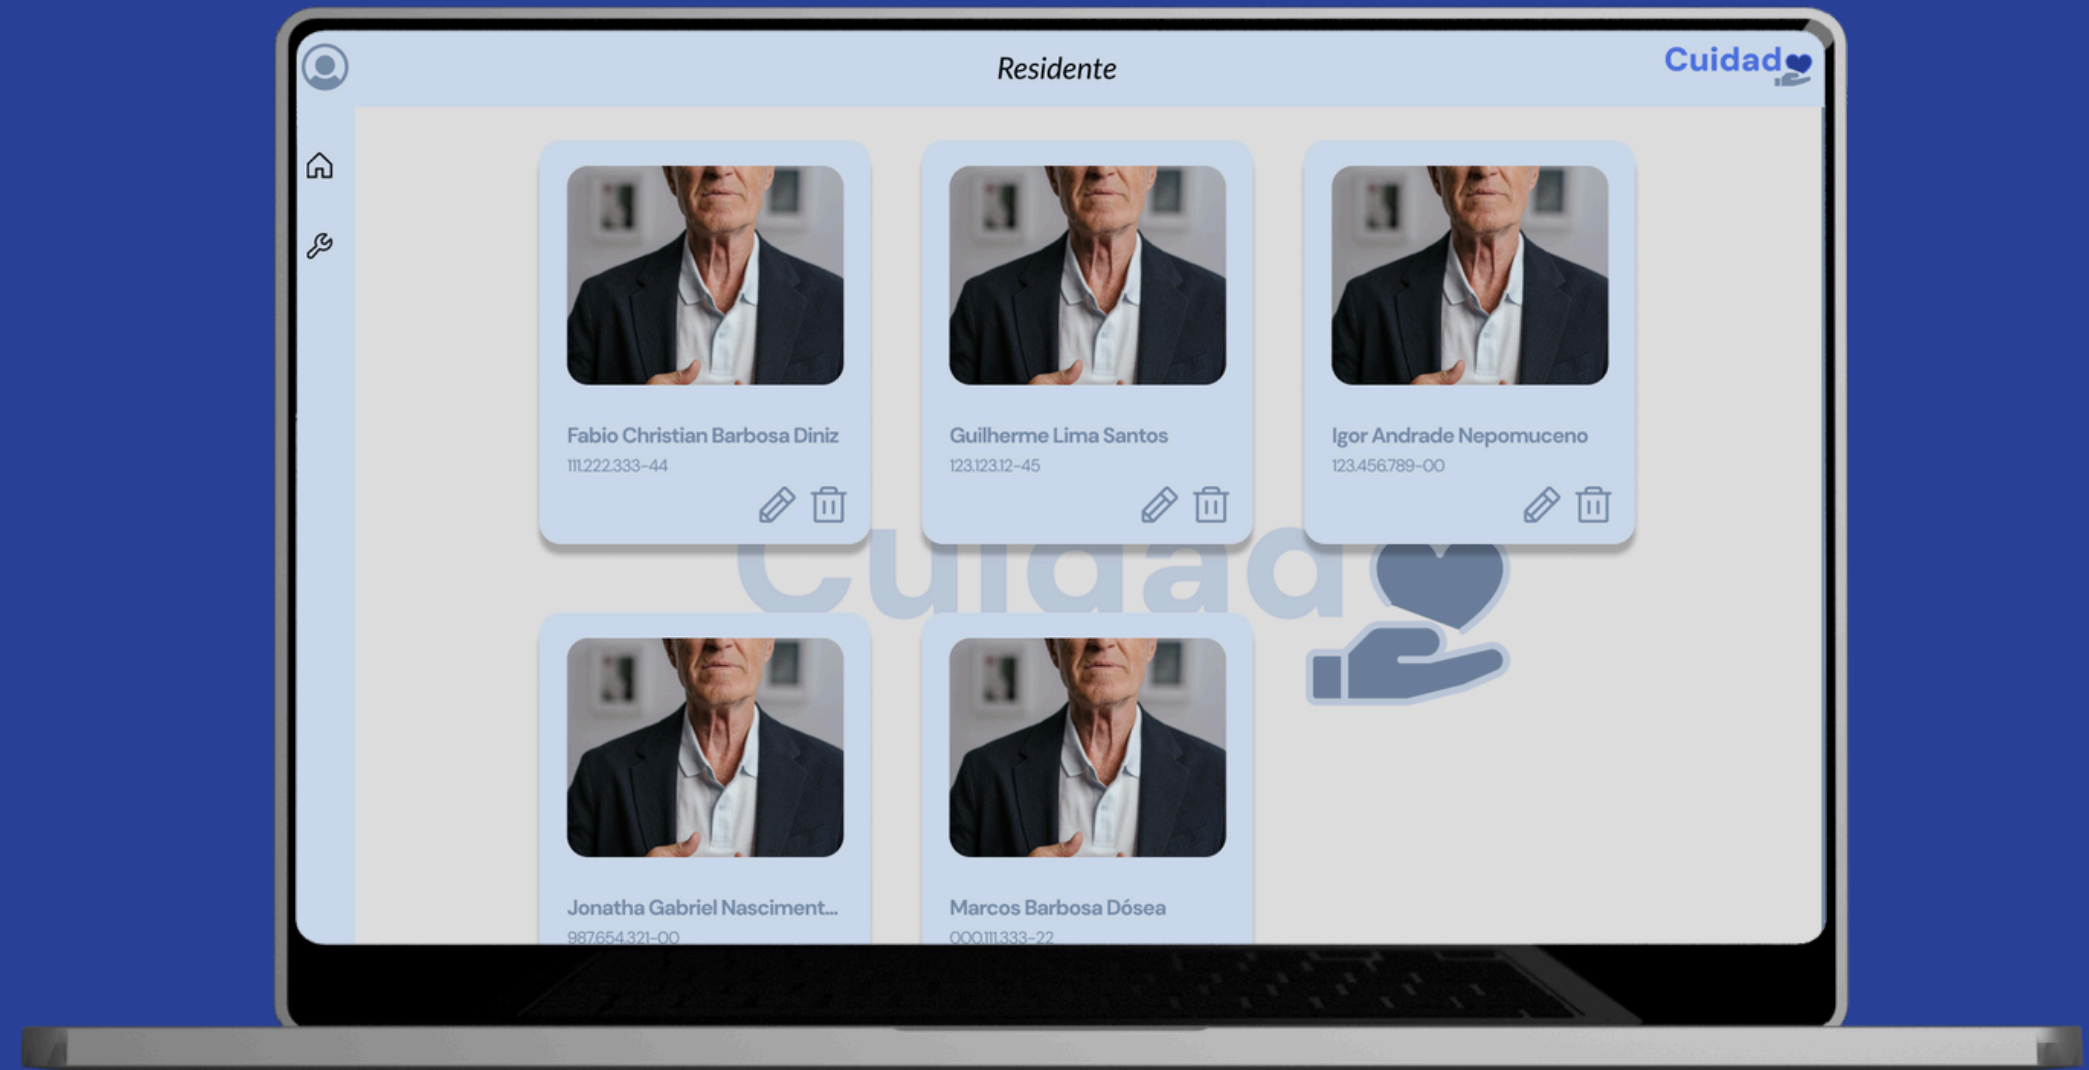 Residente
Cuidad
Fabio Christian Barbosa Diniz
111.222.333-44
Guilherme Lima Santos
123.123.12-45
Igor Andrade Nepomuceno
123.456.789-00
Cuidad
Jonatha Gabriel Nasciment...
987.654.321-00
Marcos Barbosa Dósea
000.111.333-22